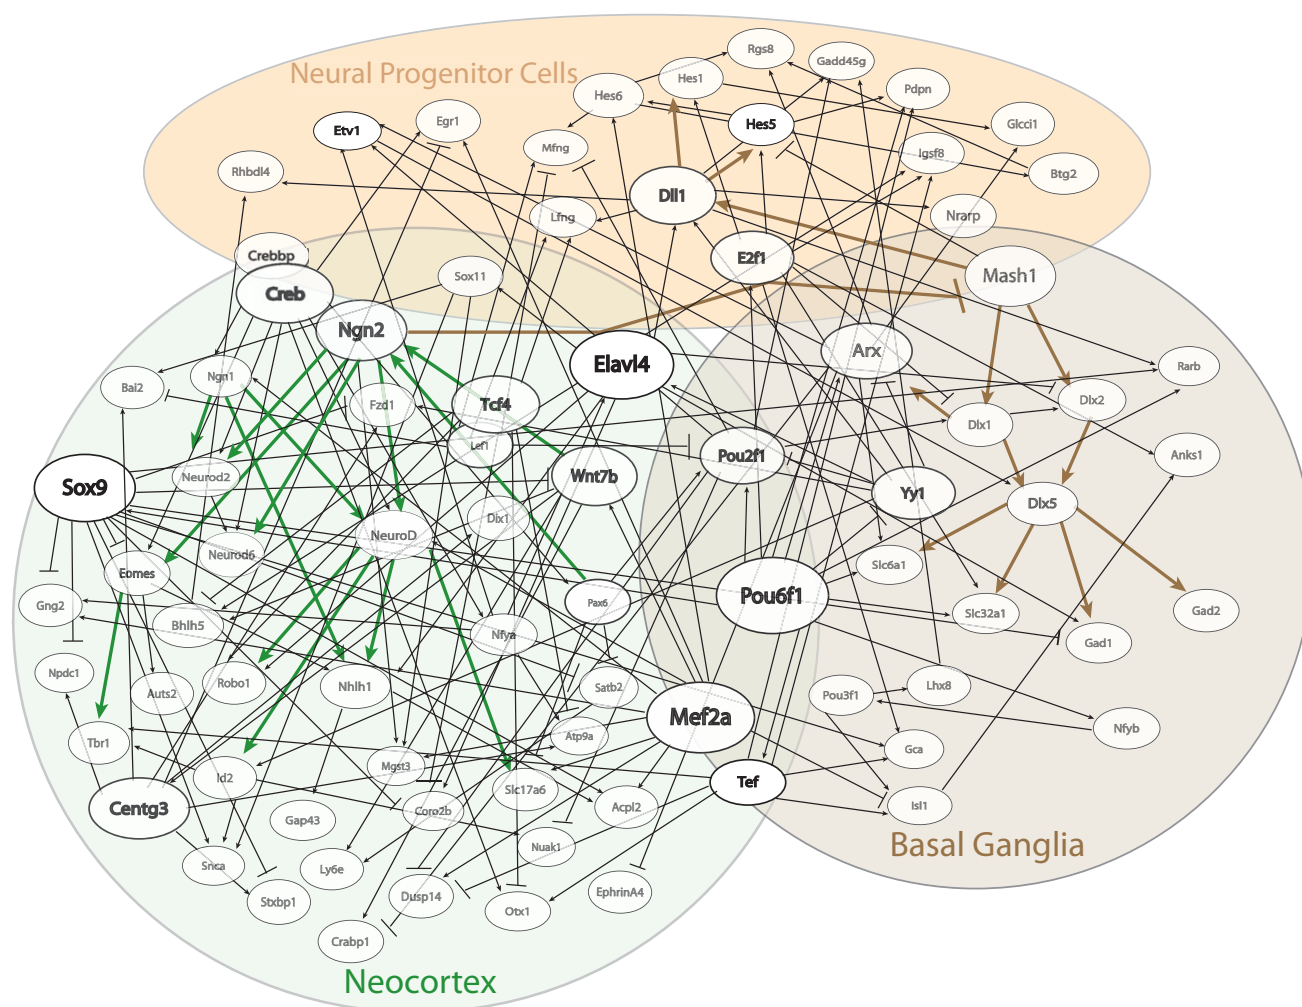 Neural Progenitor Cells
Rgs8
Gadd45g
Hes1
Hes6
Pdpn
Egr1
Etv1
Hes5
Glcci1
Mfng
Igsf8
Rhbdl4
Btg2
Dll1
Lfng
Nrarp
Crebbp
E2f1
Sox11
Mash1
Creb
Ngn2
Arx
Elavl4
Rarb
Ngn1
Bai2
Fzd1
Tcf4
Dlx2
Dlx1
Lef1
Pou2f1
Anks1
Sox9
Neurod2
Wnt7b
Yy1
Dlx5
Dix1
NeuroD
Neurod6
Slc6a1
Eomes
Pax6
Pou6f1
Gng2
Bhlh5
Slc32a1
Gad2
Nfya
Gad1
Npdc1
Auts2
Robo1
Nhlh1
Satb2
Pou3f1
Lhx8
Mef2a
Nfyb
Tbr1
Atp9a
Gca
Id2
Mgst3
Slc17a6
Tef
Centg3
Coro2b
Acpl2
Isl1
Gap43
Nuak1
Basal Ganglia
Snca
Ly6e
EphrinA4
Stxbp1
Dusp14
Otx1
Crabp1
Neocortex